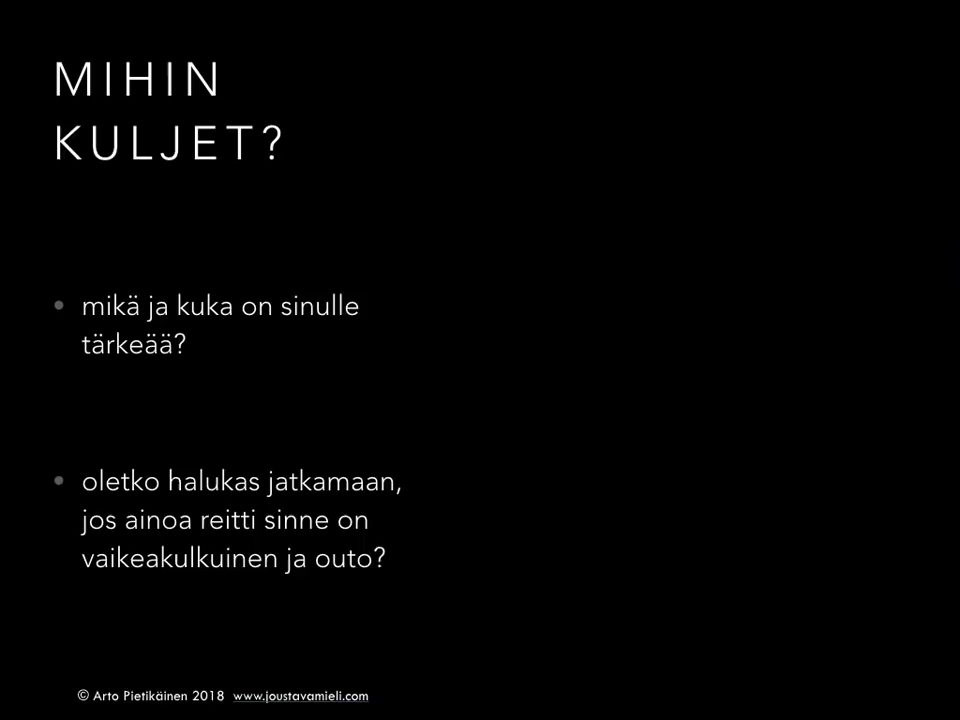 MIHIN
KULJET?
• mikä ja kuka on sinulle
tärkeää?
• oletko halukas jatkamaan,
jos ainoa reitti sinne on
vaikeakulkuinen ja outo?
© Arto Pietikäinen 2018 www.joustavamieli.com